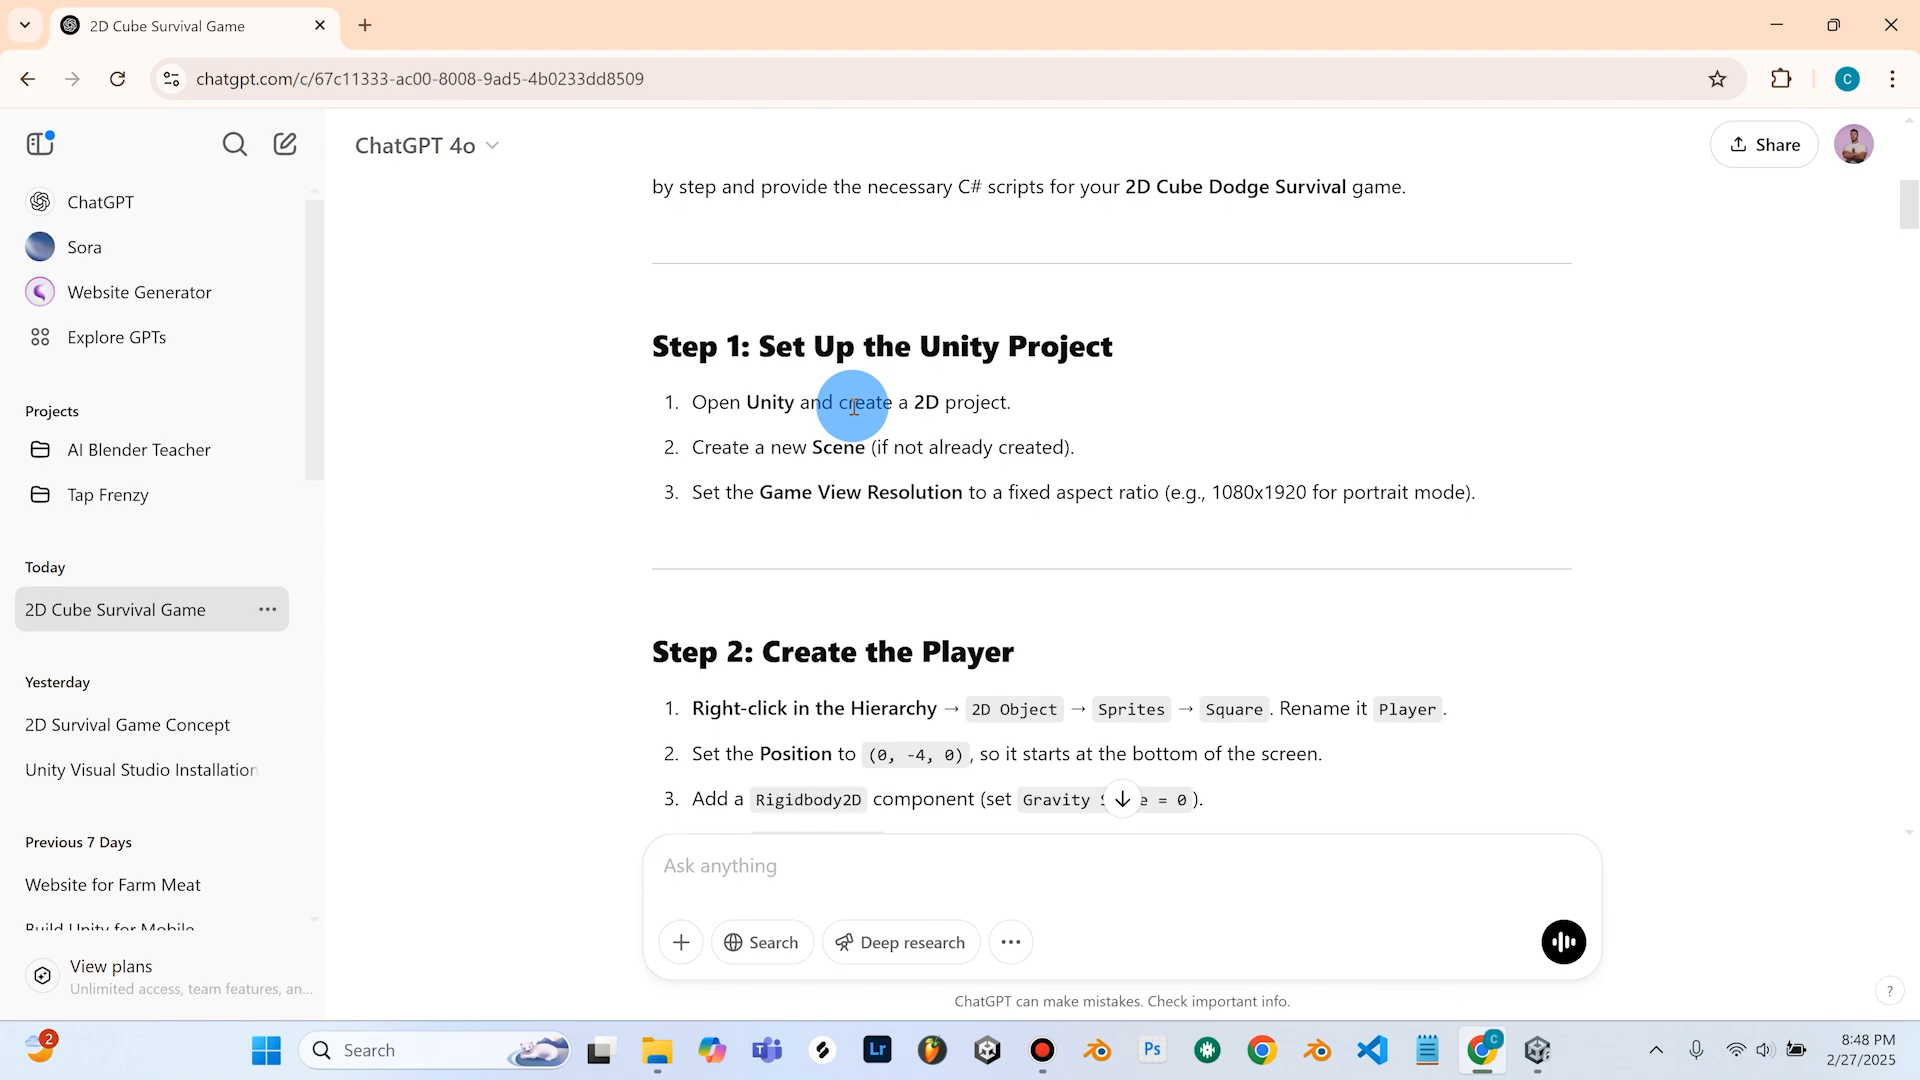 2D Cube Survival Game
chatgpt.com/c/67c11333-ac00-8008-9ad5-4b0233dd8509
C
ChatGPT 4o
Share
ChatGPT
Sora
Website Generator
Explore GPTs
Projects
AI Blender Teacher
Tap Frenzy
Today
2D Cube Survival Game
Yesterday
2D Survival Game Concept
Unity Visual Studio Installation
Previous 7 Days
Website for Farm Meat
Build Unity for Mobile
View plans
Unlimited access, team features, an...
by step and provide the necessary C# scripts for your 2D Cube Dodge Survival game.
Step 1: Set Up the Unity Project
1. Open Unity and create a 2D project.
2. Create a new Scene (if not already created).
3. Set the Game View Resolution to a fixed aspect ratio (e.g., 1080x1920 for portrait mode).
Step 2: Create the Player
1. Right-click in the Hierarchy → 2D Object → Sprites → Square. Rename it Player.
2. Set the Position to (0, -4, 0), so it starts at the bottom of the screen.
3. Add a Rigidbody2D component (set Gravity = 0).
Ask anything
Search
Deep research
ChatGPT can make mistakes. Check important info.
?
2
Search
Lr
Ps
C
8:48 PM
2/27/2025